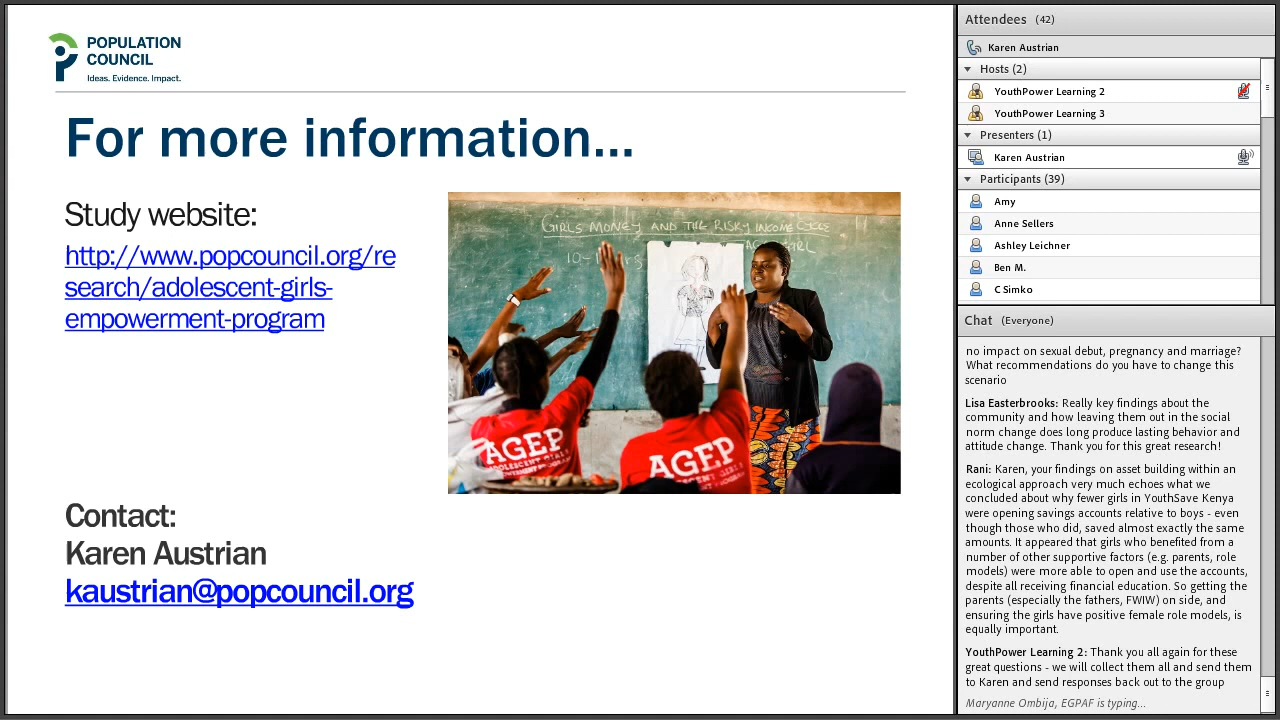 POPULATION
COUNCIL
Ideas. Evidence. Impact.
For more information...
Study website:
http://www.popcouncil.org/re
search/adolescent-girls-
empowerment-program
GIRLS MONEY AND THE RISKY INCOME CYCLE
GIRL
10-
AGEP
ADOLESCENT GIRLS
AGEP
Contact:
Karen Austrian
kaustrian@popcouncil.org
Attendees (42)
Karen Austrian
Hosts (2)
YouthPower Learning 2
YouthPower Learning 3
Presenters (1)
Karen Austrian
Participants (39)
Amy
Anne Sellers
Ashley Leichner
Ben M.
C Simko
Chat (Everyone)
no impact on sexual debut, pregnancy and marriage?
What recommendations do you have to change this
scenario
Lisa Easterbrooks: Really key findings about the
community and how leaving them out in the social
norm change does long produce lasting behavior and
attitude change. Thank you for this great research!
Rani: Karen, your findings on asset building within an
ecological approach very much echoes what we
concluded about why fewer girls in YouthSave Kenya
were opening savings accounts relative to boys - even
though those who did, saved almost exactly the same
amounts. It appeared that girls who benefited from a
number of other supportive factors (e.g. parents, role
models) were more able to open and use the accounts,
despite all receiving financial education. So getting the
parents (especially the fathers, FWIW) on side, and
ensuring the girls have positive female role models, is
equally important.
YouthPower Learning 2: Thank you all again for these
great questions - we will collect them all and send them
to Karen and send responses back out to the group
Maryanne Ombija, EGPAF is typing...